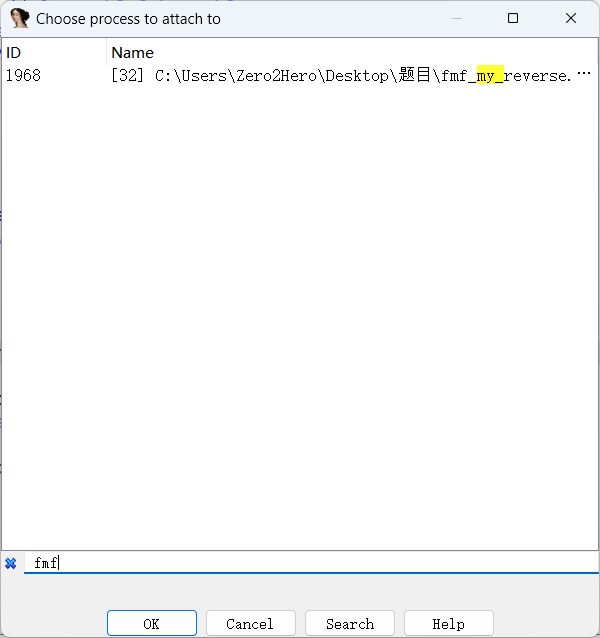 Choose process to attach to
ID Name
1968 [32] C:\Users\Zero2Hero\Desktop\题目\fmf_my_reverse. ...
fmf
OK Cancel Search Help